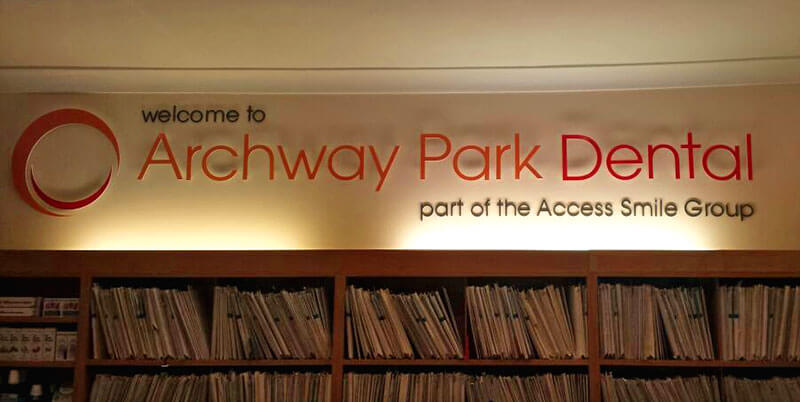 welcome to
Archway Park Dental
part of the Access Smile Group